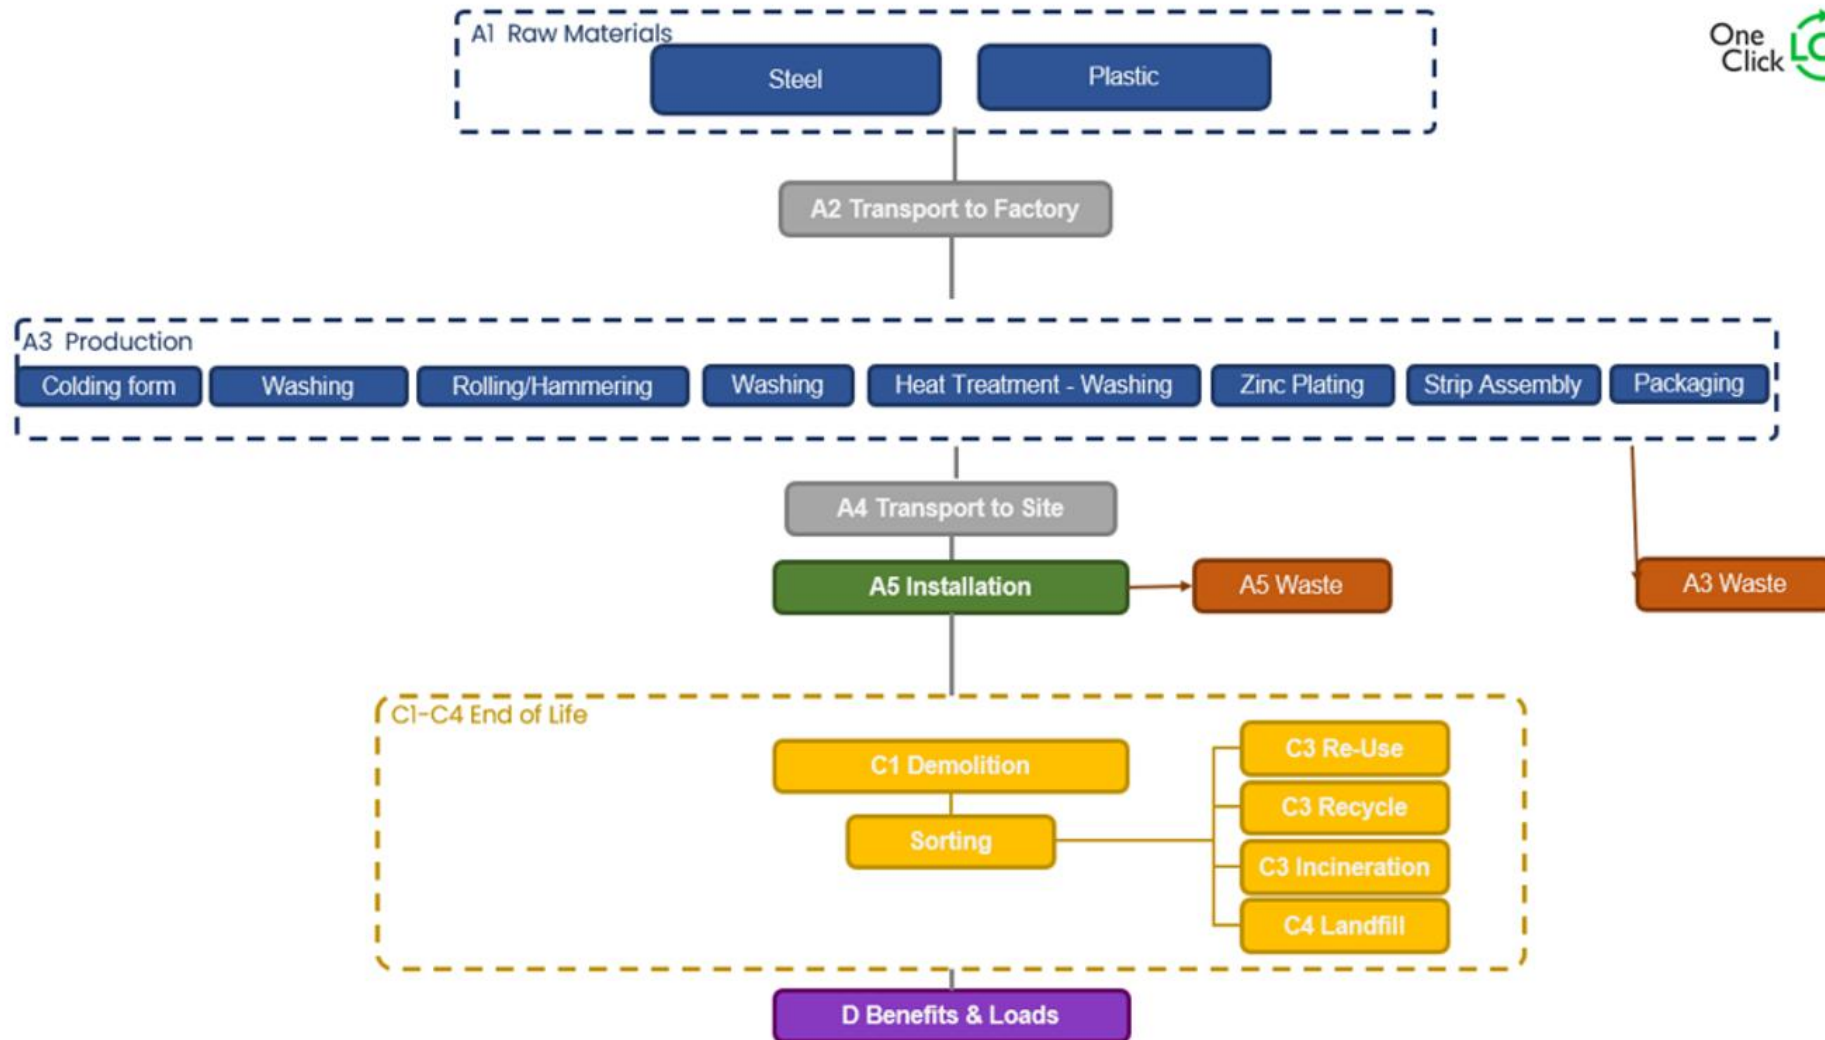 A1 Raw Materials
One
Click LC
Steel
Plastic
A2 Transport to Factory
A3 Production
Colding form
Washing
Rolling/Hammering
Washing
Heat Treatment - Washing
Zinc Plating
Strip Assembly
Packaging
A4 Transport to Site
A5 Installation
A5 Waste
A3 Waste
C1-C4 End of Life
C1 Demolition
Sorting
C3 Re-Use
C3 Recycle
C3 Incineration
C4 Landfill
D Benefits & Loads